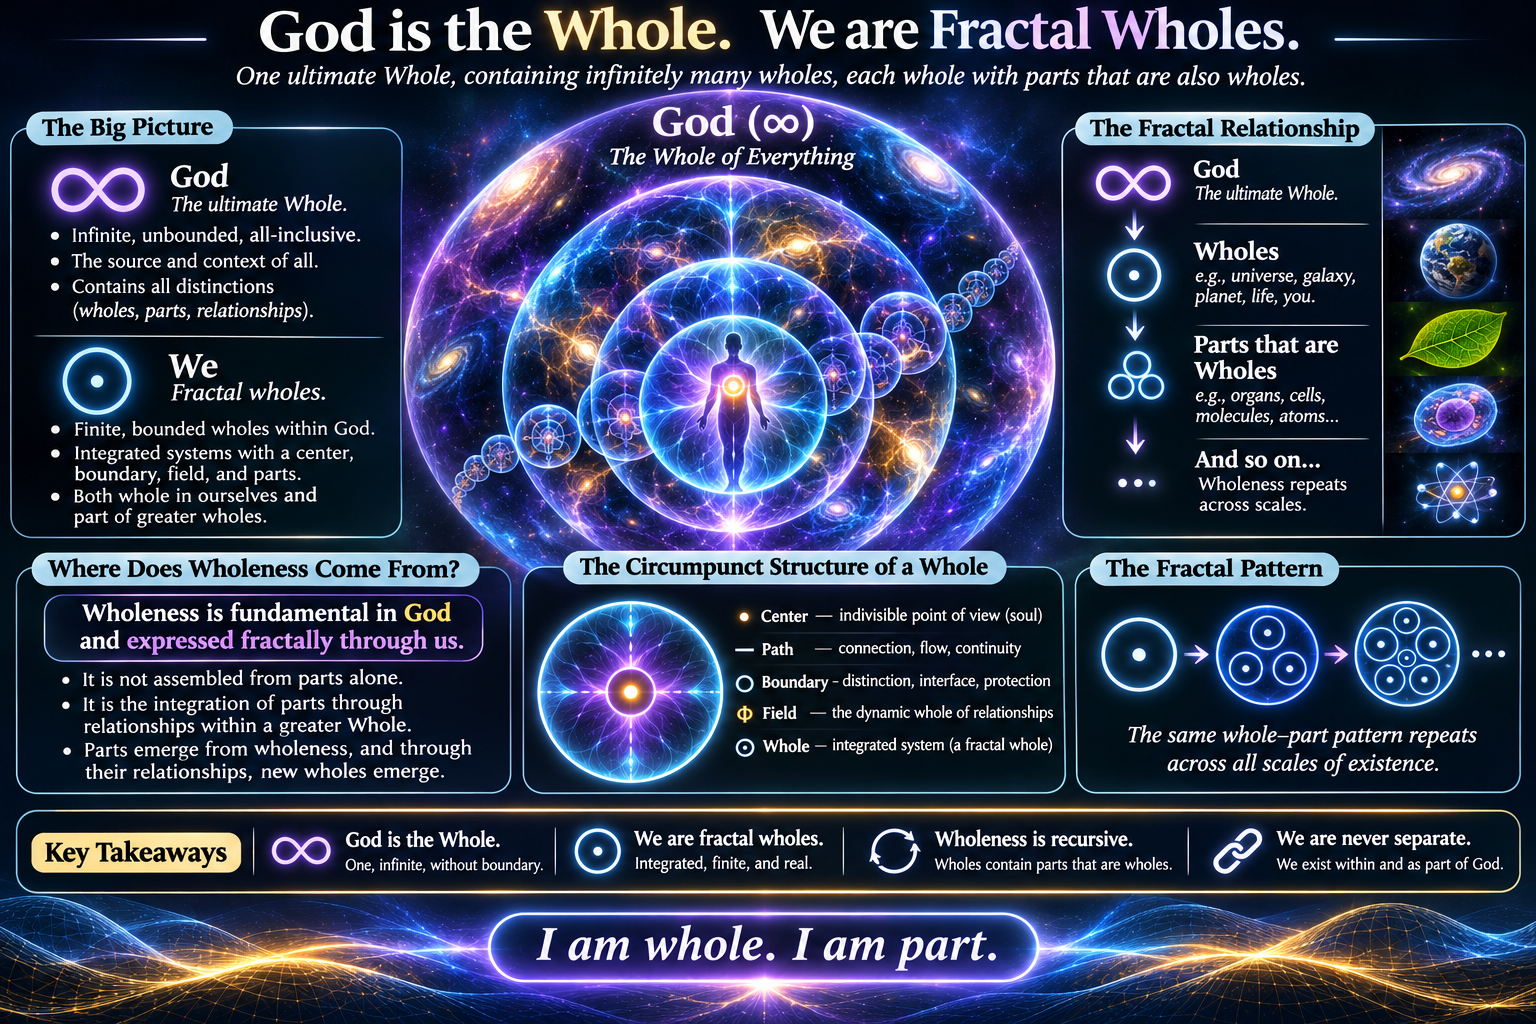 God is the Whole. We are Fractal Wholes.
One ultimate Whole, containing infinitely many wholes, each whole with parts that are also wholes.
The Big Picture
∞
God
The ultimate Whole.
• Infinite, unbounded, all-inclusive.
• The source and context of all.
• Contains all distinctions
(wholes, parts, relationships).
We
Fractal wholes.
• Finite, bounded wholes within God.
• Integrated systems with a center,
boundary, field, and parts.
• Both whole in ourselves and
part of greater wholes.
God (∞)
The Whole of Everything
The Fractal Relationship
∞
God
The ultimate Whole.
Wholes
e.g., universe, galaxy,
planet, life, you.
Parts that are
Wholes
e.g., organs, cells,
molecules, atoms...
And so on...
Wholeness repeats
across scales.
Where Does Wholeness Come From?
Wholeness is fundamental in God
and expressed fractally through us.
• It is not assembled from parts alone.
• It is the integration of parts through
relationships within a greater Whole.
• Parts emerge from wholeness, and through
their relationships, new wholes emerge.
The Circumpunct Structure of a Whole
Center — indivisible point of view (soul)
Path — connection, flow, continuity
Boundary - distinction, interface, protection
Φ Field — the dynamic whole of relationships
Whole — integrated system (a fractal whole)
The Fractal Pattern
The same whole–part pattern repeats
across all scales of existence.
Key Takeaways
∞
God is the Whole.
One, infinite, without boundary.
We are fractal wholes.
Integrated, finite, and real.
Wholeness is recursive.
Wholes contain parts that are wholes.
We are never separate.
We exist within and as part of God.
I am whole. I am part.